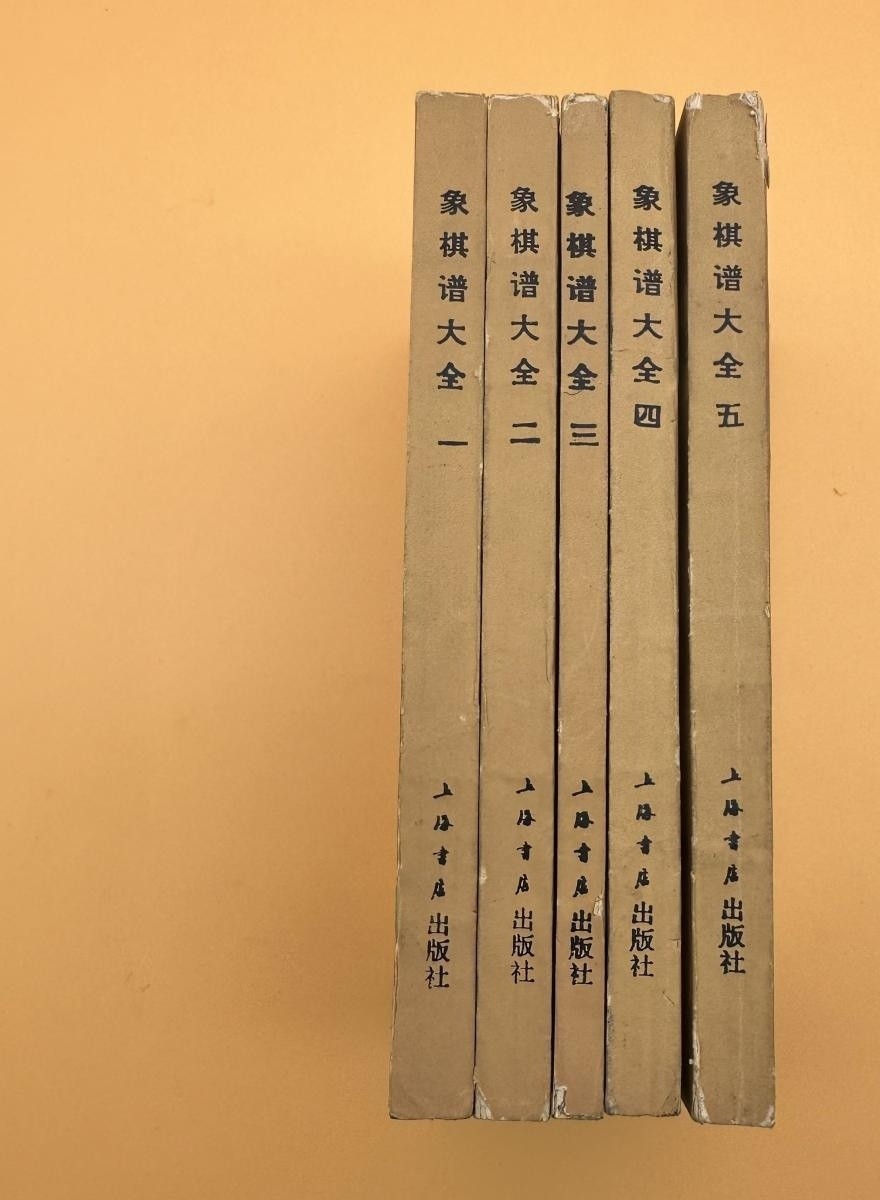 象棋谱大全 一
上海书店出版社
象棋谱大全 二
上海书店出版社
象棋谱大全 三
上海书店出版社
象棋谱大全 四
上海书店出版社
象棋谱大全 五
上海书店出版社